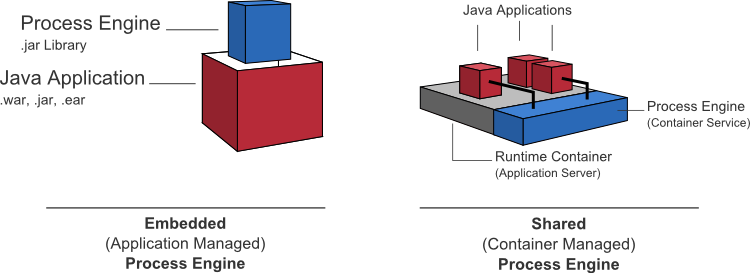 Process Engine
.jar Library
Java Application
.war, .jar, .ear
Embedded
(Application Managed)
Process Engine
Java Applications
Process Engine
(Container Service)
Runtime Container
(Application Server)
Shared
(Container Managed)
Process Engine